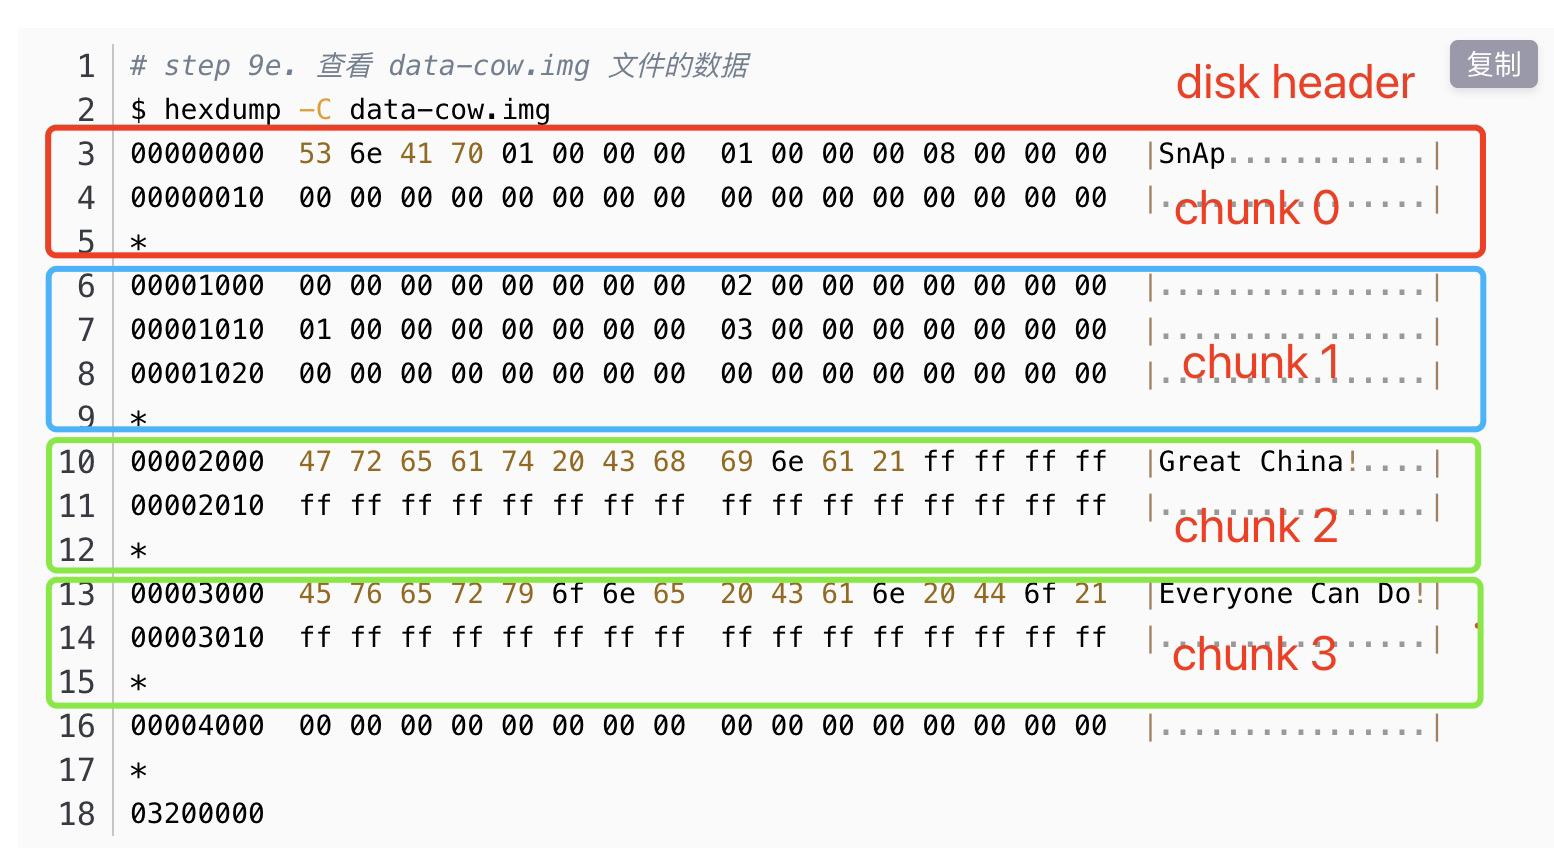 1 # step 9e. 查看 data-cow.img 文件的数据
复制
disk header
2 $ hexdump -C data-cow.img
3 00000000 53 6e 41 70 01 00 00 00 01 00 00 00 08 00 00 00 |SnAp............|
4 00000010 00 00 00 00 00 00 00 00 00 00 00 00 00 00 00 00 |................|
chunk 0
5 *
6 00001000 00 00 00 00 00 00 00 00 02 00 00 00 00 00 00 00 |................|
7 00001010 01 00 00 00 00 00 00 00 03 00 00 00 00 00 00 00 |................|
8 00001020 00 00 00 00 00 00 00 00 00 00 00 00 00 00 00 00 |................|
chunk 1
9 *
10 00002000 47 72 65 61 74 20 43 68 69 6e 61 21 ff ff ff ff |Great China!....|
11 00002010 ff ff ff ff ff ff ff ff ff ff ff ff ff ff ff ff |................|
chunk 2
12 *
13 00003000 45 76 65 72 79 6f 6e 65 20 43 61 6e 20 44 6f 21 |Everyone Can Do!|
14 00003010 ff ff ff ff ff ff ff ff ff ff ff ff ff ff ff ff |................|
chunk 3
15 *
16 00004000 00 00 00 00 00 00 00 00 00 00 00 00 00 00 00 00 |................|
17 *
18 03200000